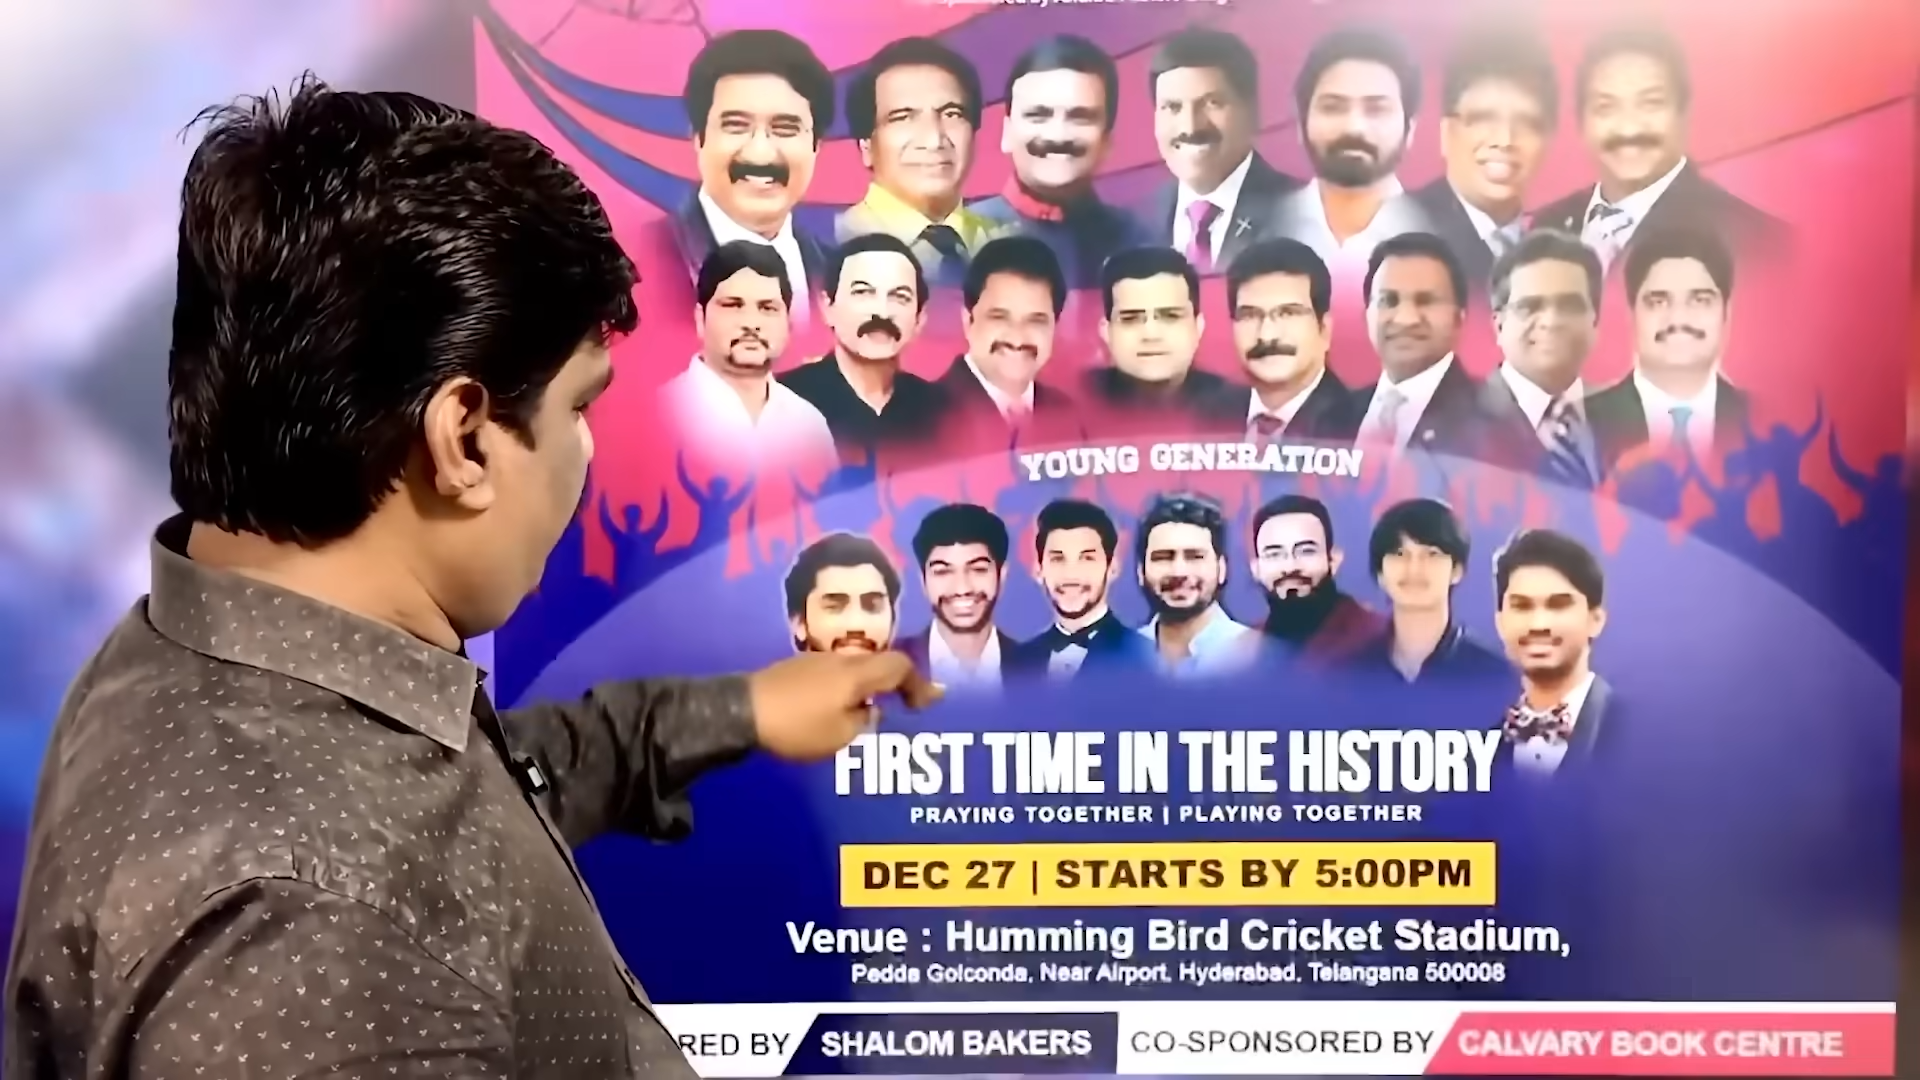 YOUNG GENERATION
FIRST TIME IN THE HISTORY
PRAYING TOGETHER | PLAYING TOGETHER
DEC 27 | STARTS BY 5:00PM
Venue : Humming Bird Cricket Stadium,
Pedda Golconda, Near Airport, Hyderabad, Telangana 500008
RED BY SHALOM BAKERS CO-SPONSORED BY CALVARY BOOK CENTRE